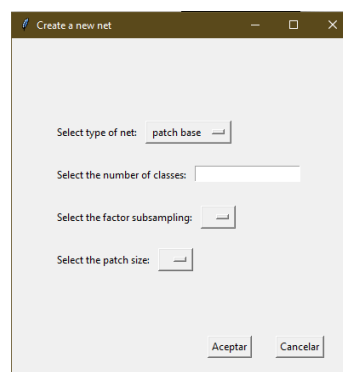 Create a new net
Select type of net: patch base
Select the number of classes:
Select the factor subsampling:
Select the patch size:
Aceptar Cancelar